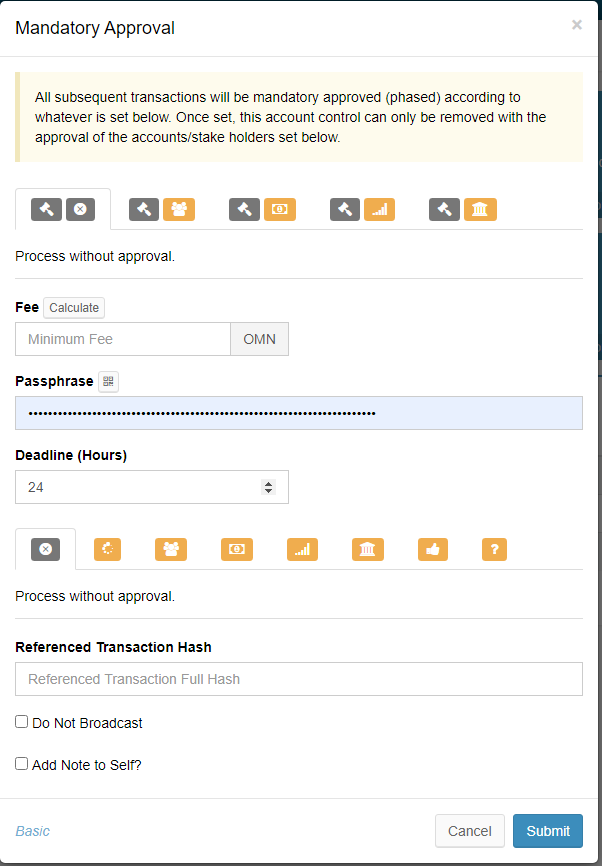 Mandatory Approval
×
All subsequent transactions will be mandatory approved (phased) according to
whatever is set below. Once set, this account control can only be removed with the
approval of the accounts/stake holders set below.
Process without approval.
Fee Calculate
Minimum Fee OMN
Passphrase
Deadline (Hours)
24
?
Process without approval.
Referenced Transaction Hash
Referenced Transaction Full Hash
Do Not Broadcast
Add Note to Self?
Basic Cancel Submit